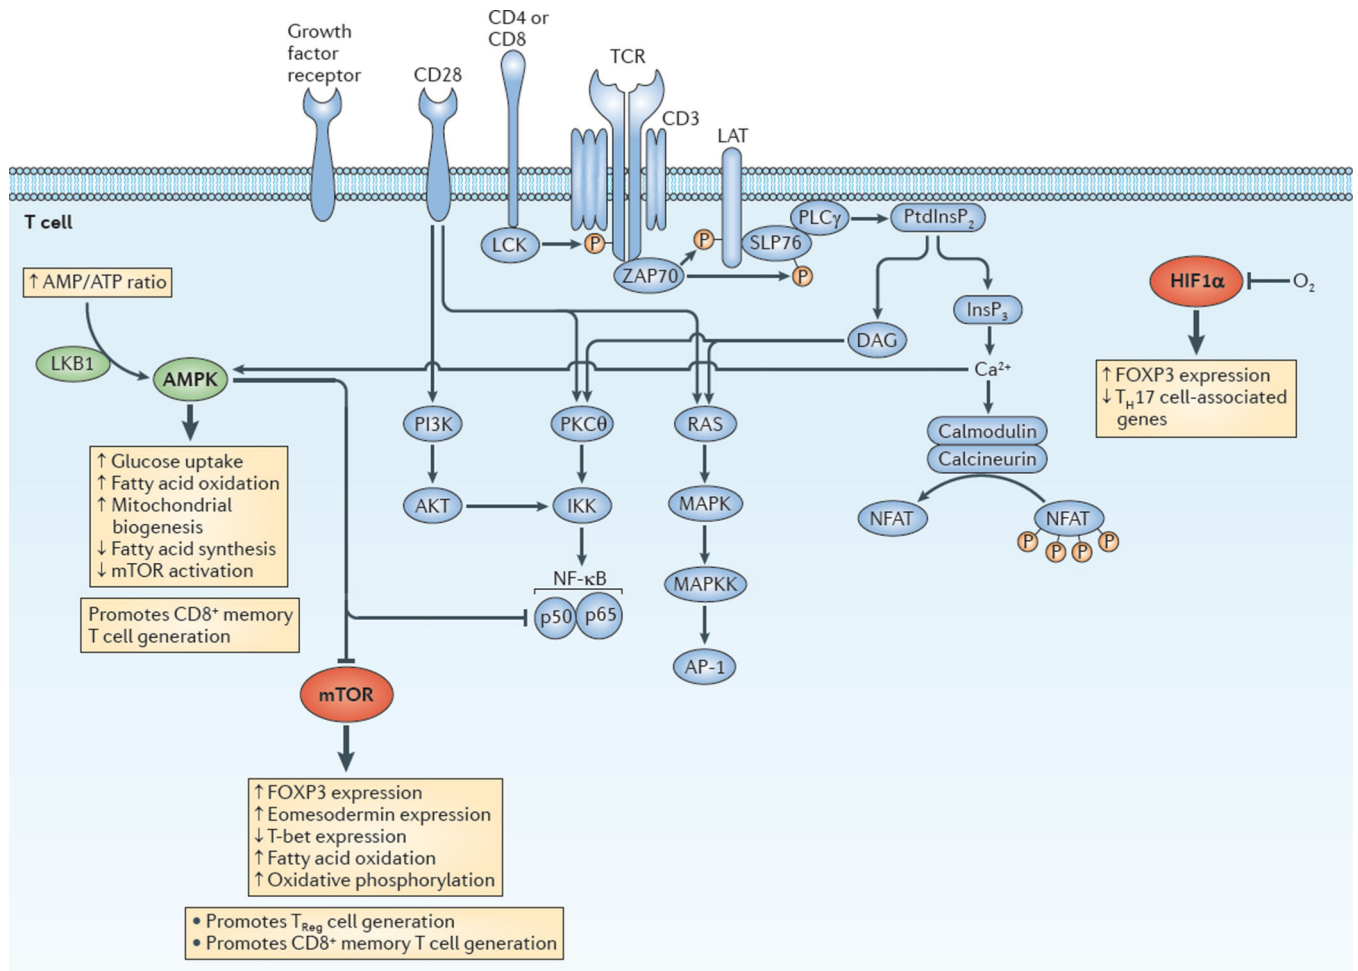 Growth
factor
receptor
CD28
CD4 or
CD8
TCR
CD3
LAT
T cell
LCK
P
ZAP70
P
SLP76
P
PLCγ
PtdInsP₂
↑ AMP/ATP ratio
LKB1
AMPK
DAG
InsP₃
Ca²⁺
HIF1α
O₂
↑ FOXP3 expression
↓ T_H17 cell-associated
genes
↑ Glucose uptake
↑ Fatty acid oxidation
↑ Mitochondrial
biogenesis
↓ Fatty acid synthesis
↓ mTOR activation
Promotes CD8⁺ memory
T cell generation
PI3K
PKCθ
RAS
AKT
IKK
MAPK
NF-κB
p50
p65
MAPKK
AP-1
Calmodulin
Calcineurin
NFAT
NFAT
P
P
P
P
mTOR
↑ FOXP3 expression
↑ Eomesodermin expression
↓ T-bet expression
↑ Fatty acid oxidation
↑ Oxidative phosphorylation
• Promotes T_Reg cell generation
• Promotes CD8⁺ memory T cell generation